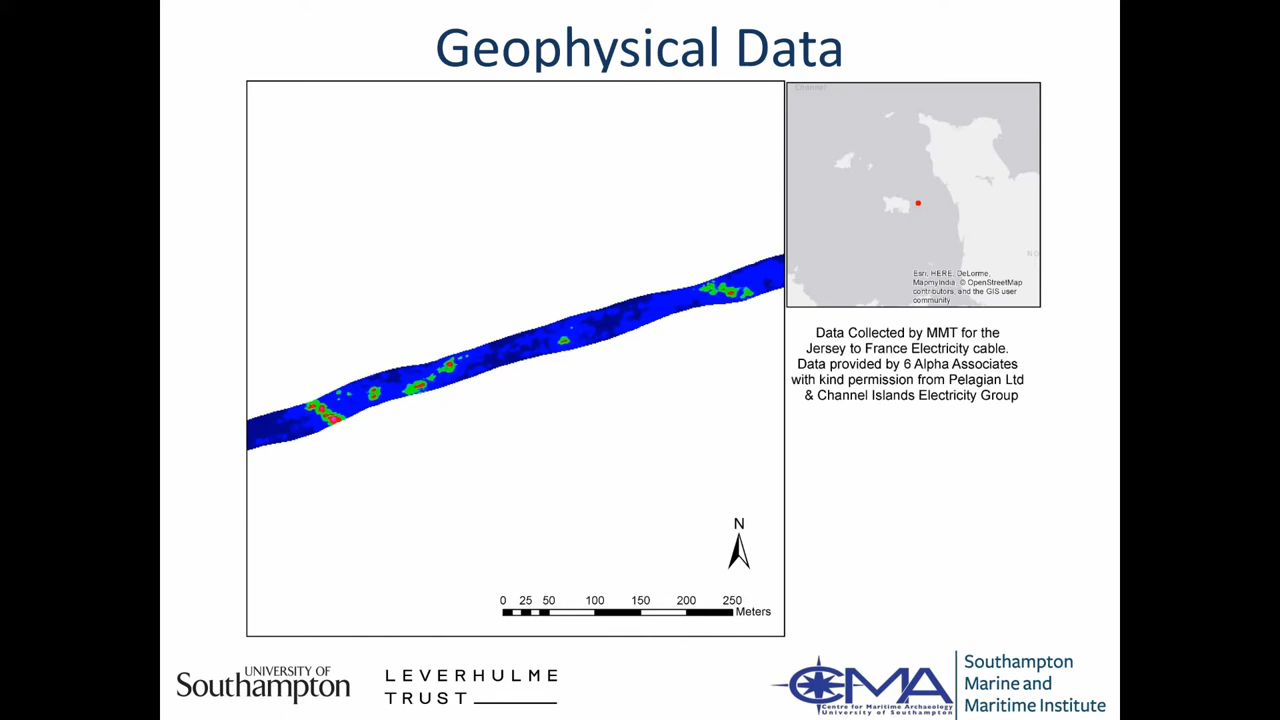 Geophysical Data
Channel
Esri, HERE, DeLorme,
MapmyIndia, © OpenStreetMap
contributors, and the GIS user
community
Data Collected by MMT for the
Jersey to France Electricity cable.
Data provided by 6 Alpha Associates
with kind permission from Pelagian Ltd
& Channel Islands Electricity Group
N
0 25 50 100 150 200 250
Meters
UNIVERSITY OF
Southampton
LEVERHULME
TRUST
CMA
Centre for Maritime Archaeology
University of Southampton
Southampton
Marine and
Maritime Institute